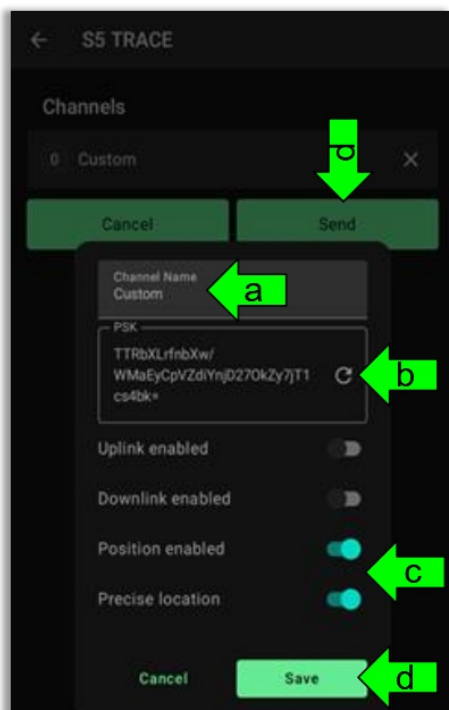 ← S5 TRACE
Channels
d
0 Custom ×
Cancel Send
Channel Name
Custom
a
PSK
TTRbXLrfnbXw/
WMaEyCpVZdiYnjD27OkZy7jT1
cs4bk=
b
Uplink enabled
Downlink enabled
Position enabled
c
Precise location
Cancel Save
d